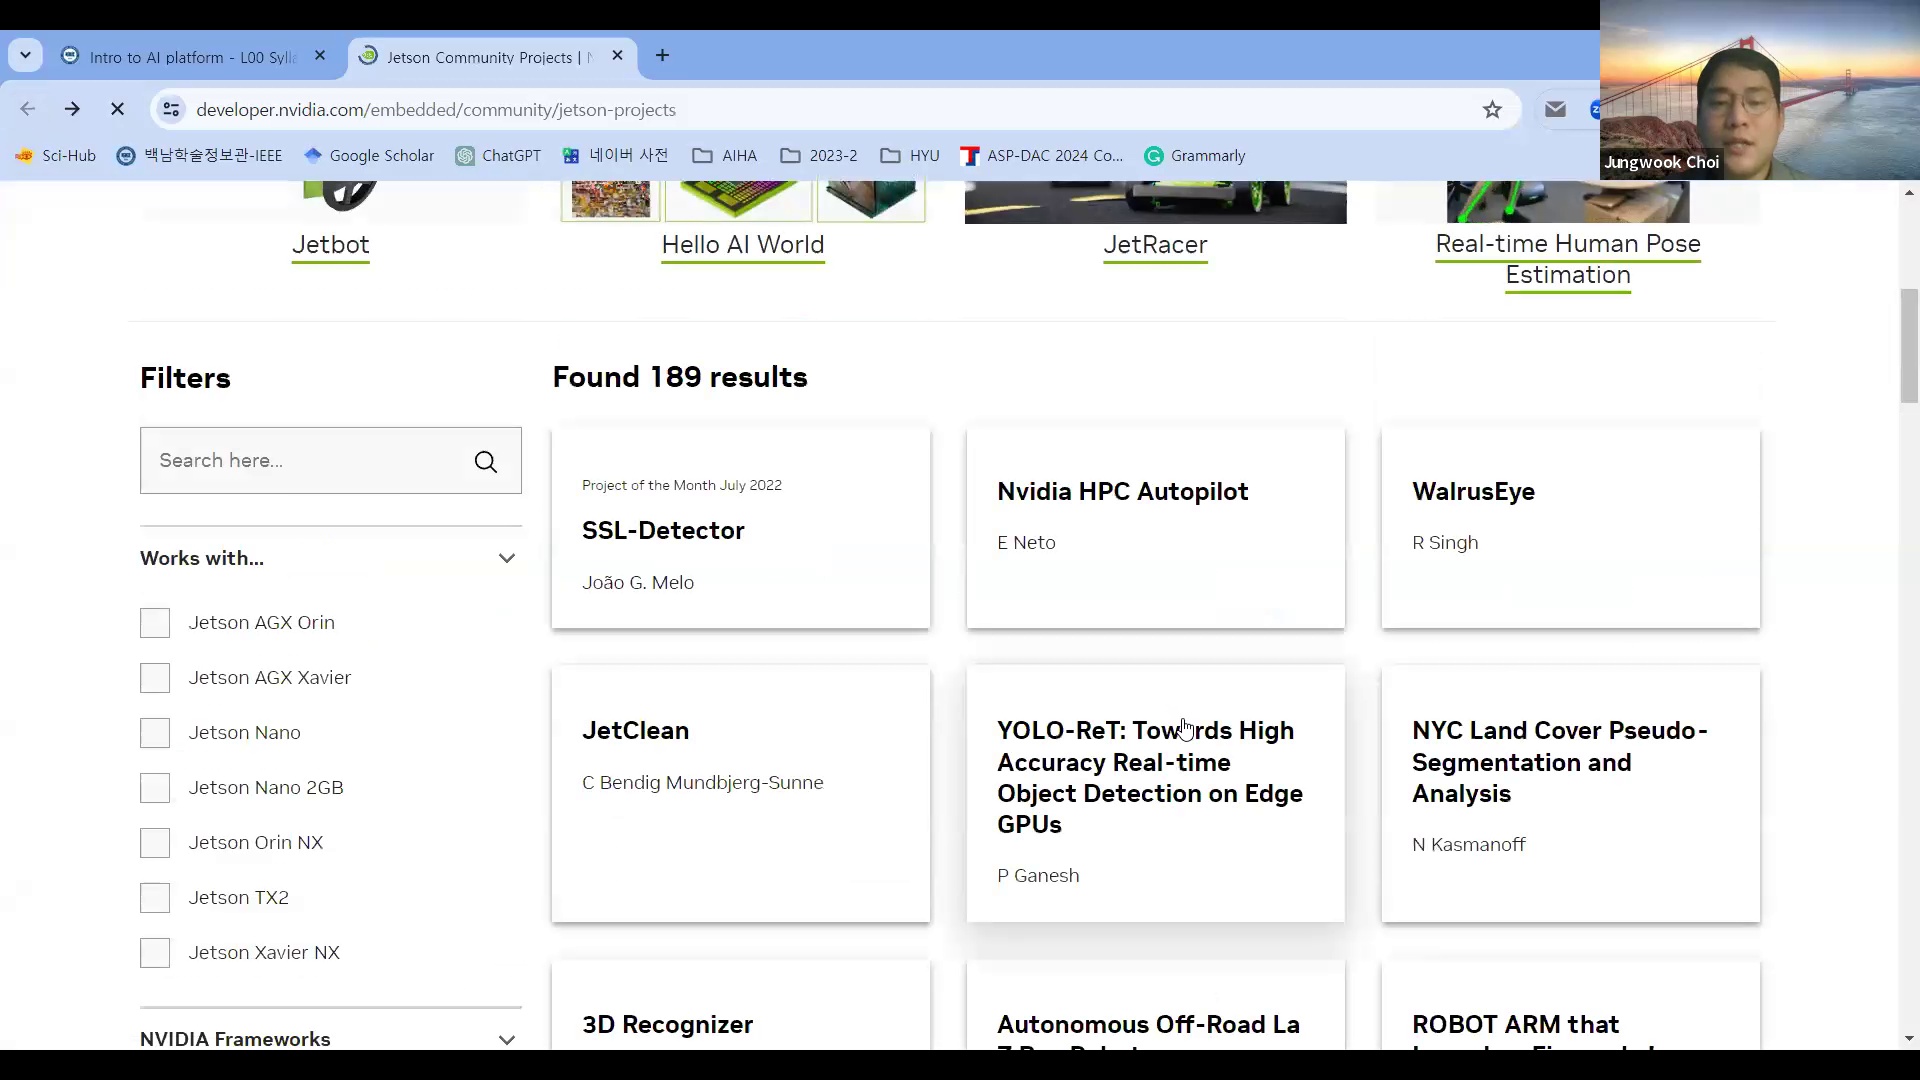 Intro to AI platform - L00 Sylla
Jetson Community Projects | N
developer.nvidia.com/embedded/community/jetson-projects
Sci-Hub
백남학술정보관-IEEE
Google Scholar
ChatGPT
네이버 사전
AIHA
2023-2
HYU
ASP-DAC 2024 Co...
Grammarly
Jungwook Choi
Jetbot
Hello AI World
JetRacer
Real-time Human Pose
Estimation
Filters
Search here...
Works with...
Jetson AGX Orin
Jetson AGX Xavier
Jetson Nano
Jetson Nano 2GB
Jetson Orin NX
Jetson TX2
Jetson Xavier NX
NVIDIA Frameworks
Found 189 results
Project of the Month July 2022
SSL-Detector
João G. Melo
Nvidia HPC Autopilot
E Neto
WalrusEye
R Singh
JetClean
C Bendig Mundbjerg-Sunne
YOLO-ReT: Towards High
Accuracy Real-time
Object Detection on Edge
GPUs
P Ganesh
NYC Land Cover Pseudo-
Segmentation and
Analysis
N Kasmanoff
3D Recognizer
Autonomous Off-Road La
ROBOT ARM that